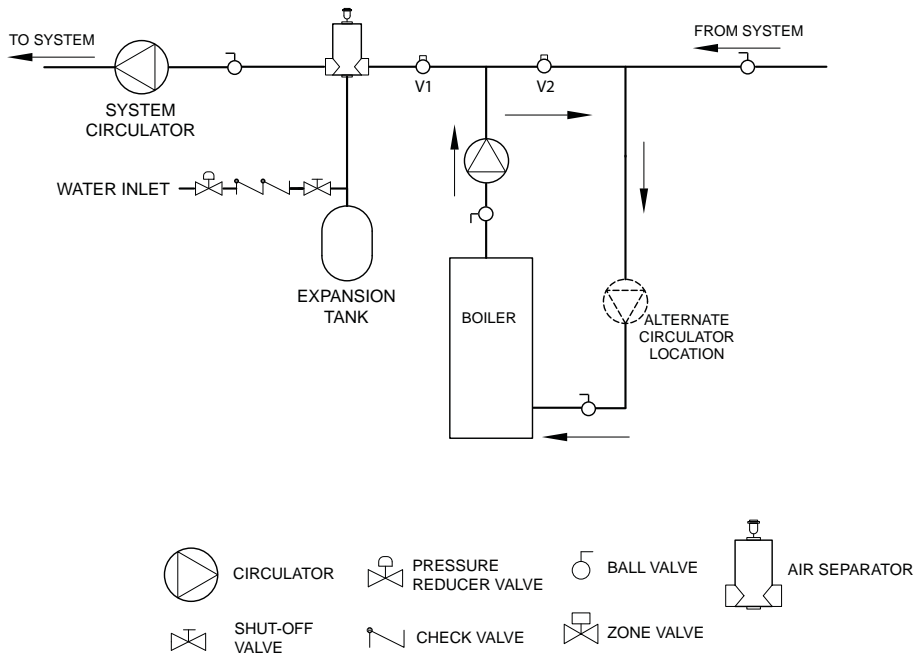 TO SYSTEM
FROM SYSTEM
V1
V2
SYSTEM
CIRCULATOR
WATER INLET
EXPANSION
TANK
BOILER
ALTERNATE
CIRCULATOR
LOCATION
CIRCULATOR
PRESSURE
REDUCER VALVE
BALL VALVE
AIR SEPARATOR
SHUT-OFF
VALVE
CHECK VALVE
ZONE VALVE